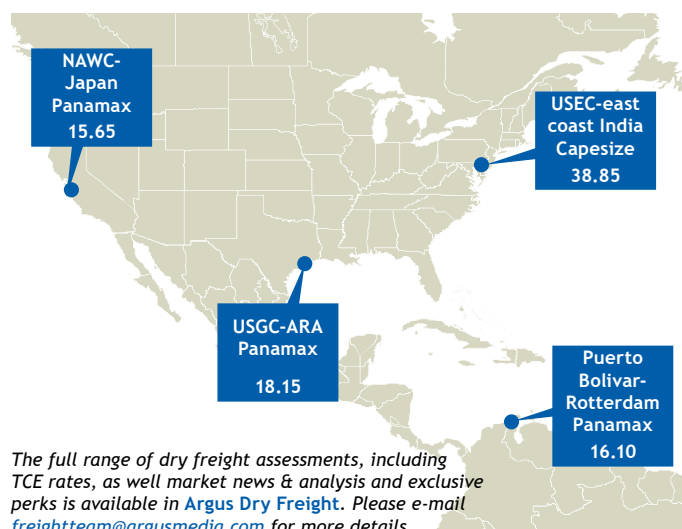 NAWC-
Japan
Panamax
15.65
USEC-east
coast India
Capesize
38.85
USGC-ARA
Panamax
18.15
Puerto
Bolivar-
Rotterdam
Panamax
16.10
The full range of dry freight assessments, including
TCE rates, as well market news & analysis and exclusive
perks is available in Argus Dry Freight. Please e-mail
freightteam@argusmedia.com for more details